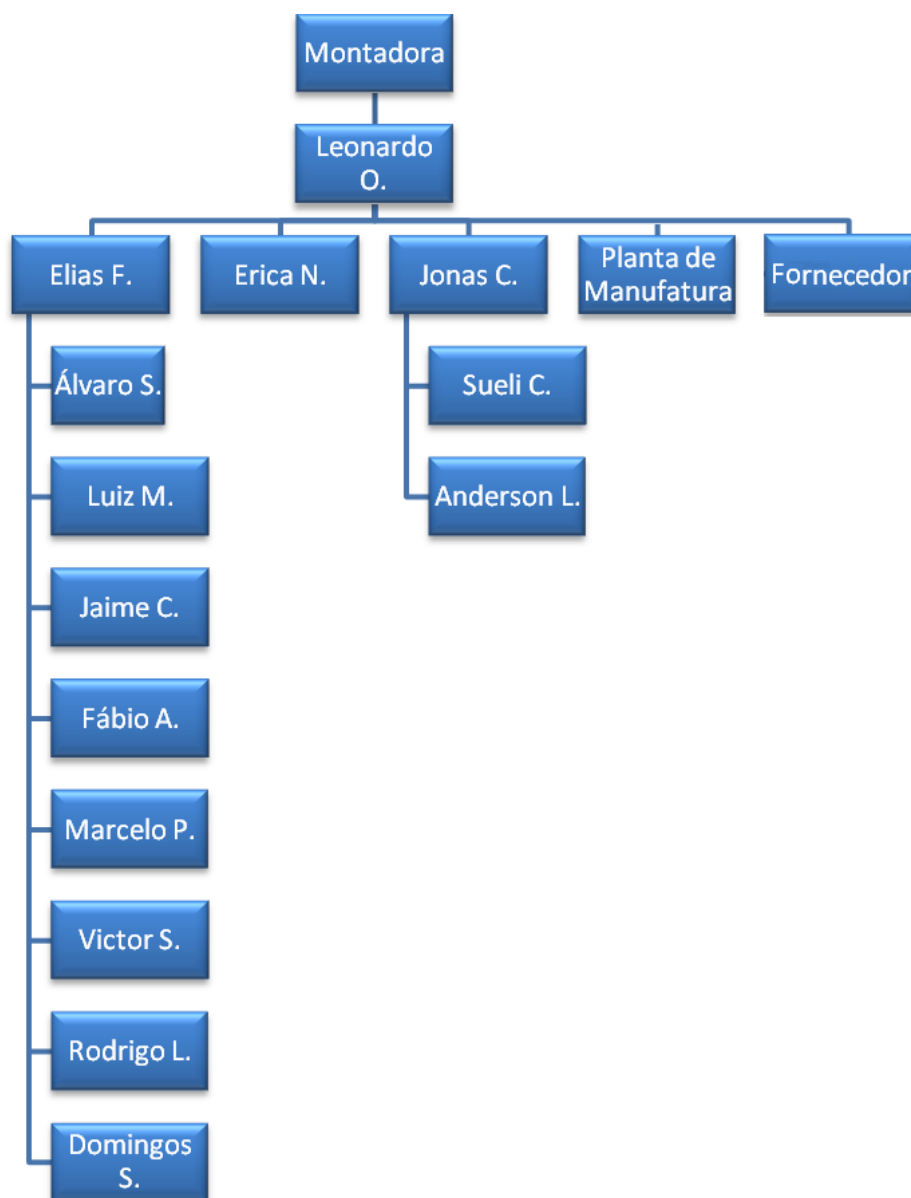 Montadora
Leonardo
O.
Elias F.
Erica N.
Jonas C.
Planta de
Manufatura
Fornecedor
Álvaro S.
Luiz M.
Jaime C.
Fábio A.
Marcelo P.
Victor S.
Rodrigo L.
Domingos
S.
Sueli C.
Anderson L.